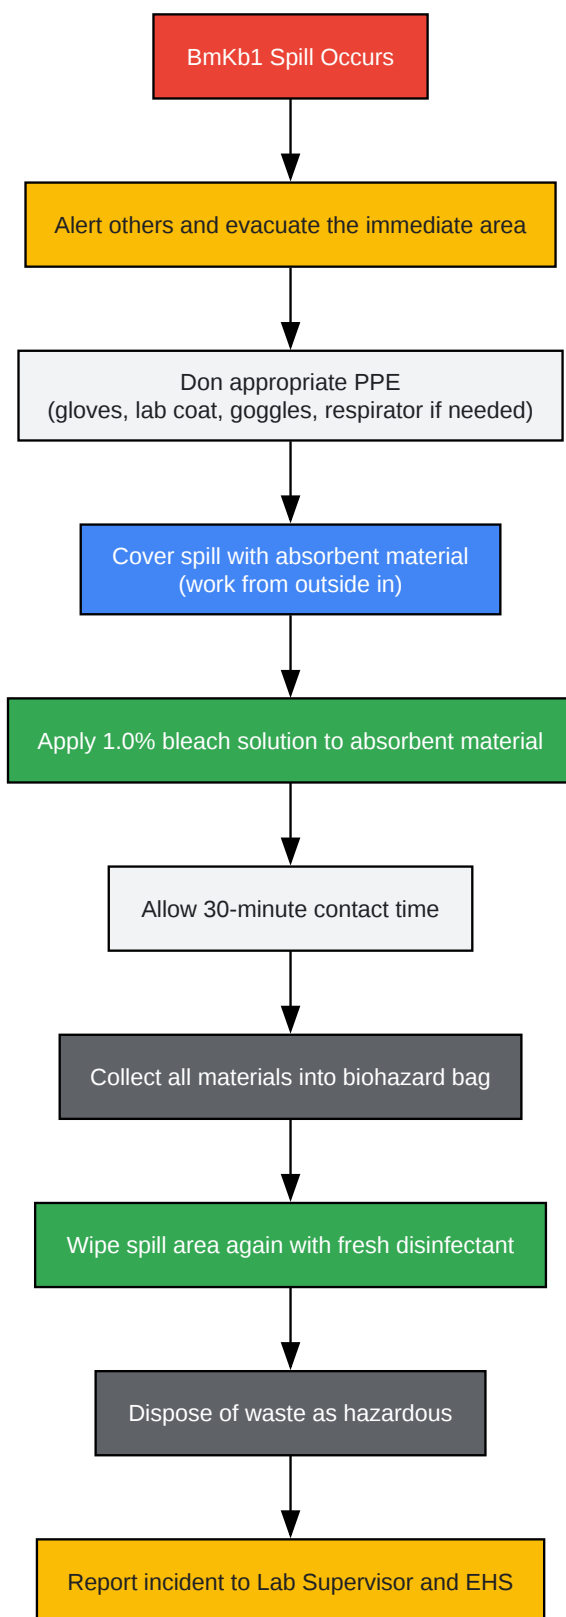 BmKb1 Spill Occurs
Alert others and evacuate the immediate area
Don appropriate PPE
(gloves, lab coat, goggles, respirator if needed)
Cover spill with absorbent material
(work from outside in)
Apply 1.0% bleach solution to absorbent material
Allow 30-minute contact time
Collect all materials into biohazard bag
Wipe spill area again with fresh disinfectant
Dispose of waste as hazardous
Report incident to Lab Supervisor and EHS